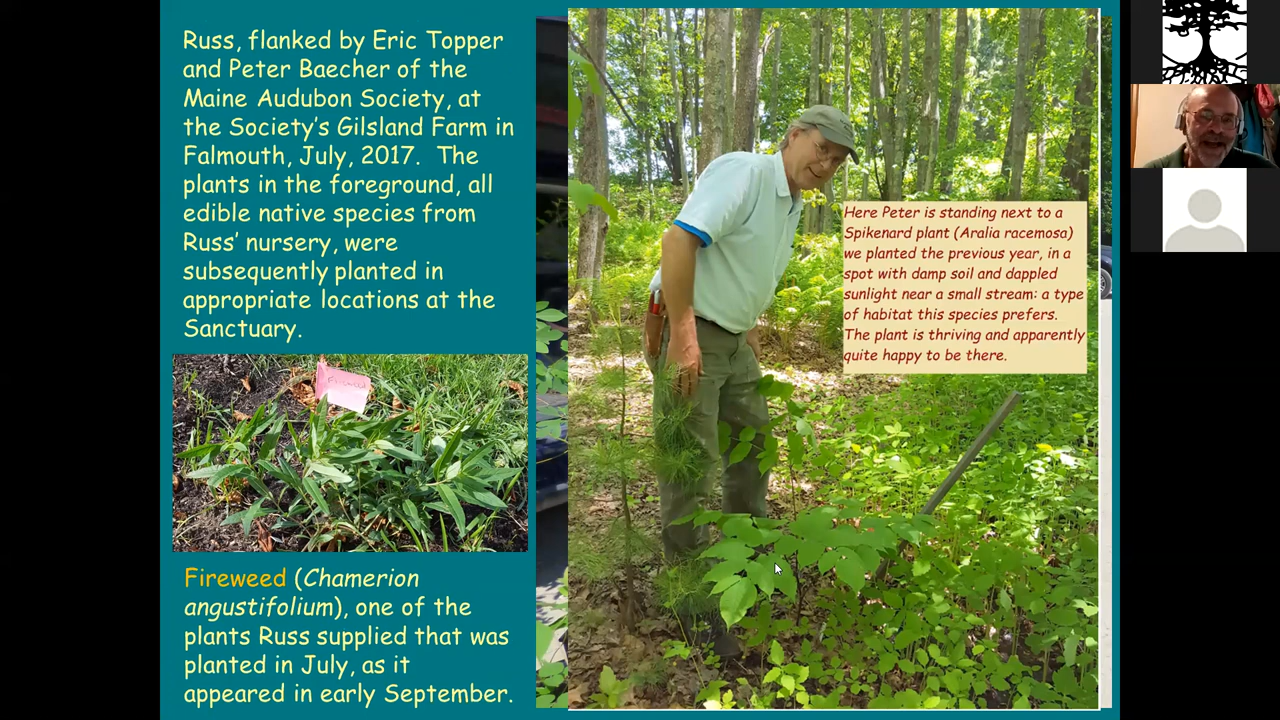 Russ, flanked by Eric Topper
and Peter Baecher of the
Maine Audubon Society, at
the Society's Gilsland Farm in
Falmouth, July, 2017. The
plants in the foreground, all
edible native species from
Russ' nursery, were
subsequently planted in
appropriate locations at the
Sanctuary.
Fireweed
Fireweed (Chamerion
angustifolium), one of the
plants Russ supplied that was
planted in July, as it
appeared in early September.
Here Peter is standing next to a
Spikenard plant (Aralia racemosa)
we planted the previous year, in a
spot with damp soil and dappled
sunlight near a small stream: a type
of habitat this species prefers.
The plant is thriving and apparently
quite happy to be there.